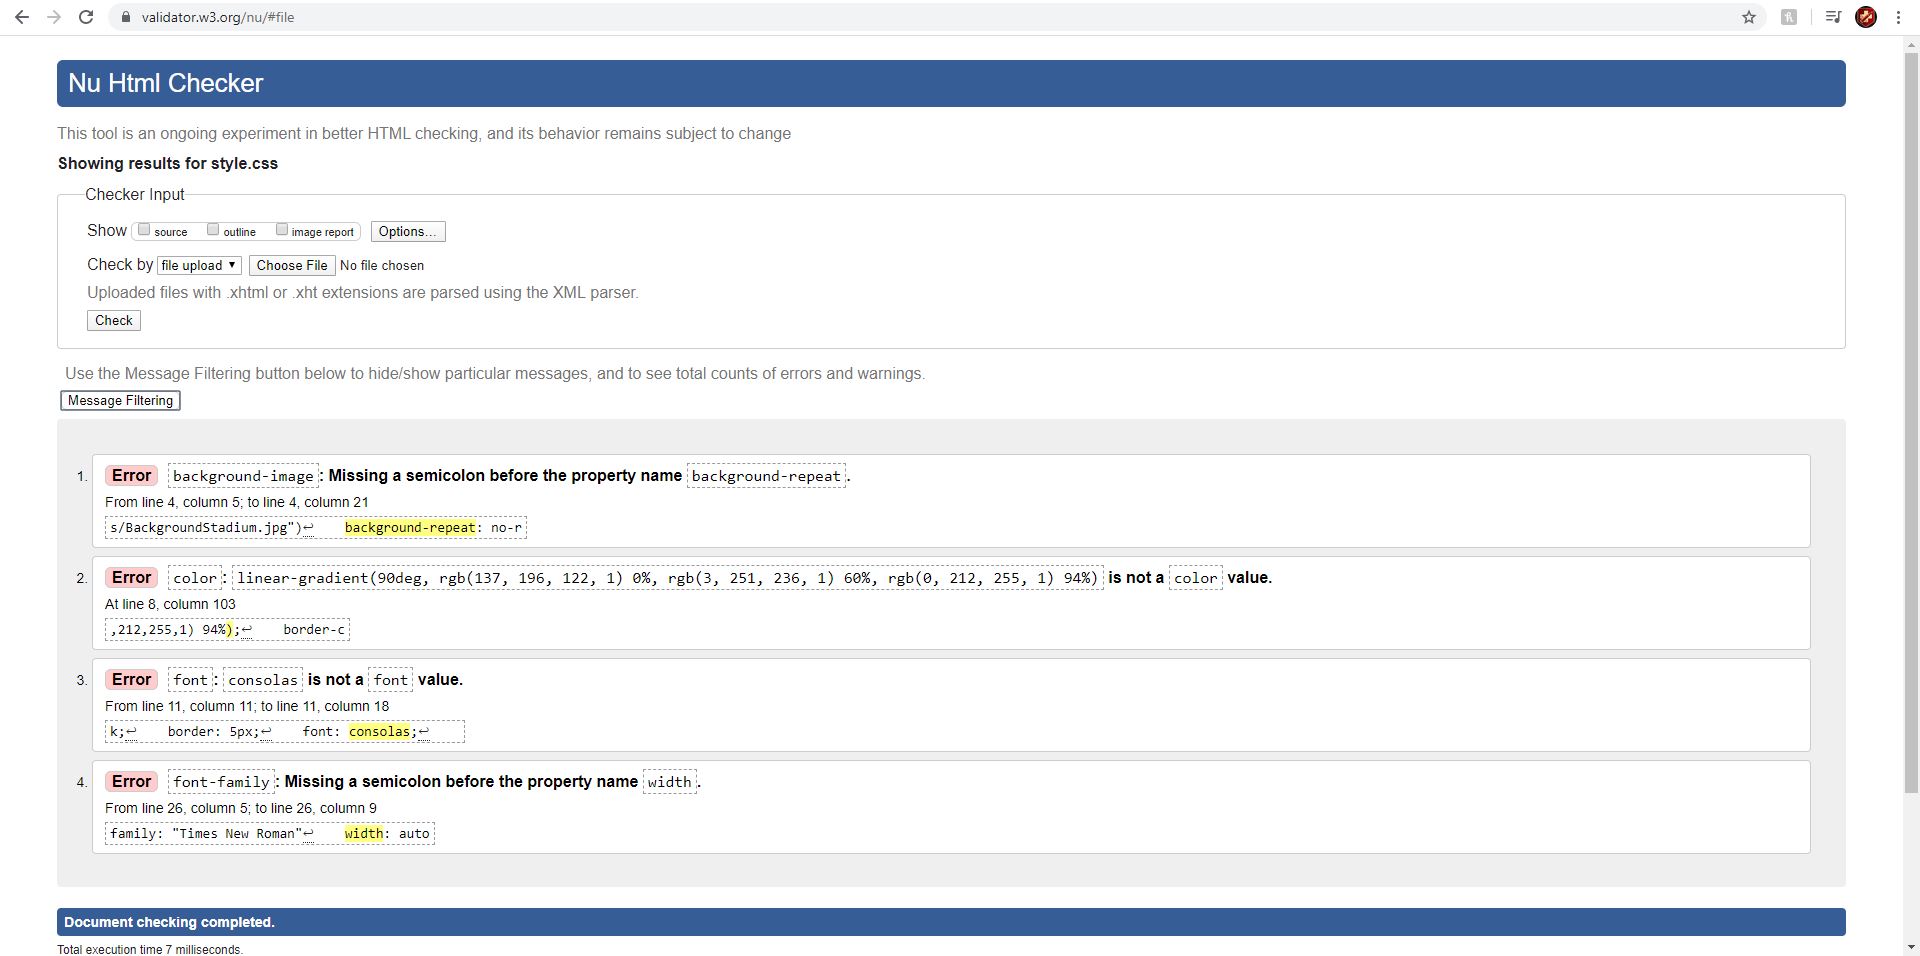 validator.w3.org/nu/#file
Nu Html Checker
This tool is an ongoing experiment in better HTML checking, and its behavior remains subject to change
Showing results for style.css
Checker Input
Show source outline image report Options...
Check by file upload ▼ Choose File No file chosen
Uploaded files with .xhtml or .xht extensions are parsed using the XML parser.
Check
Use the Message Filtering button below to hide/show particular messages, and to see total counts of errors and warnings.
Message Filtering
1. Error background-image: Missing a semicolon before the property name background-repeat.
From line 4, column 5; to line 4, column 21
s/BackgroundStadium.jpg")↩ background-repeat: no-r
2. Error color: linear-gradient(90deg, rgb(137, 196, 122, 1) 0%, rgb(3, 251, 236, 1) 60%, rgb(0, 212, 255, 1) 94%) is not a color value.
At line 8, column 103
,212,255,1) 94%);↩ border-c
3. Error font: consolas is not a font value.
From line 11, column 11; to line 11, column 18
k;↩ border: 5px;↩ font: consolas;↩
4. Error font-family: Missing a semicolon before the property name width.
From line 26, column 5; to line 26, column 9
family: "Times New Roman"↩ width: auto
Document checking completed.
Total execution time 7 milliseconds.